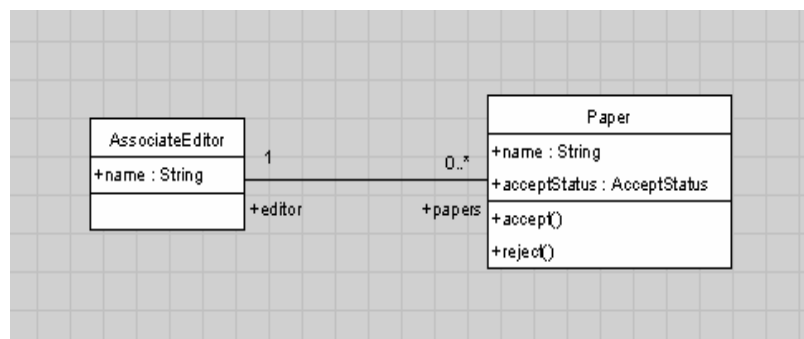 AssociateEditor
+name : String
1
+editor
0..*
+papers
Paper
+name : String
+acceptStatus : AcceptStatus
+accept()
+reject()